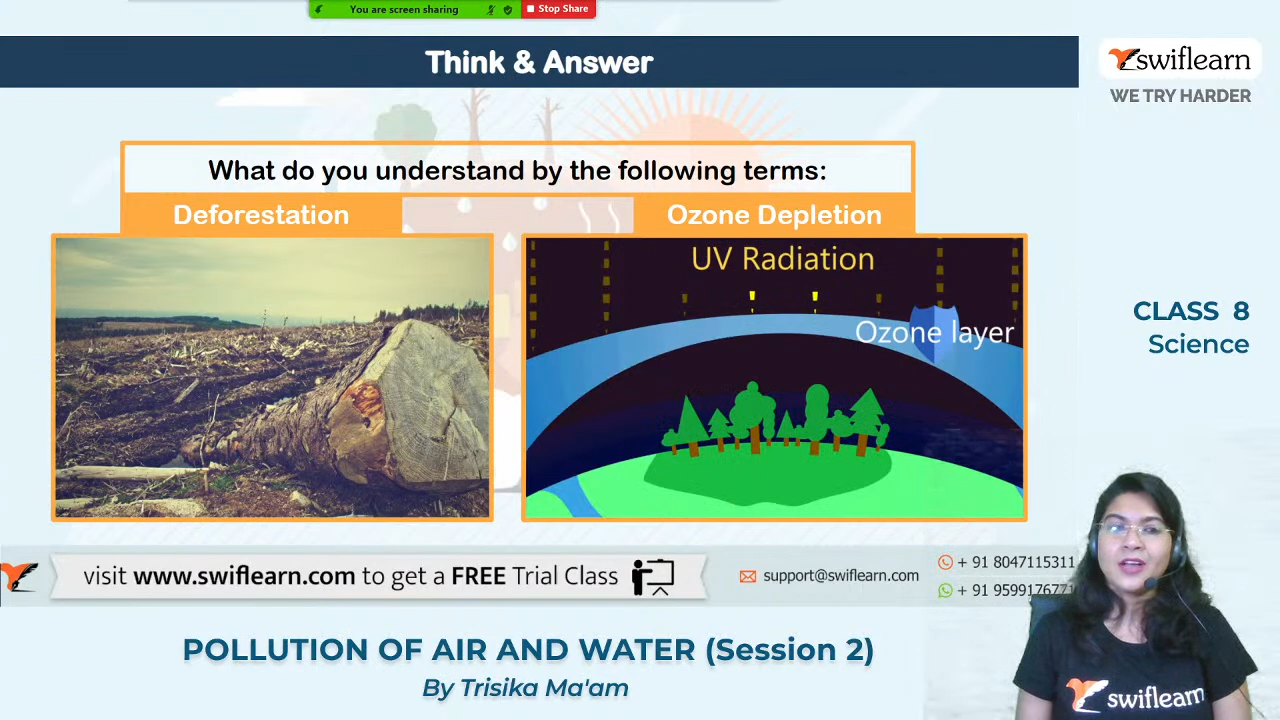 You are screen sharing
Stop Share
Think & Answer
swiflearn
WE TRY HARDER
What do you understand by the following terms:
Deforestation
Ozone Depletion
UV Radiation
Ozone layer
CLASS 8
Science
visit www.swiflearn.com to get a FREE Trial Class
support@swiflearn.com
+ 91 8047115311
+ 91 9599176771
POLLUTION OF AIR AND WATER (Session 2)
By Trisika Ma'am
swiflearn